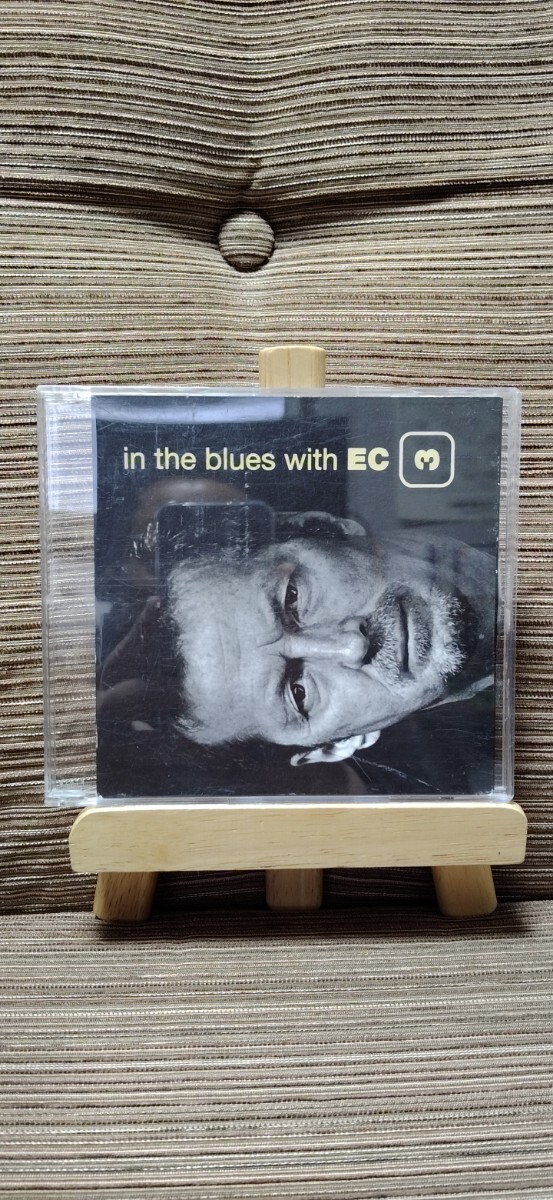 in the blues with EC 3